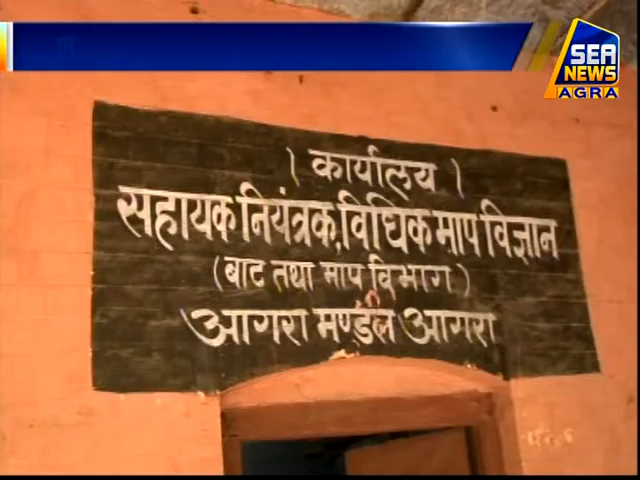 SEA
NEWS
AGRA
। कार्यालय ।
सहायक नियंत्रक, विधिक माप विज्ञान
(बाट तथा माप विभाग)
आगरा मण्डल आगरा